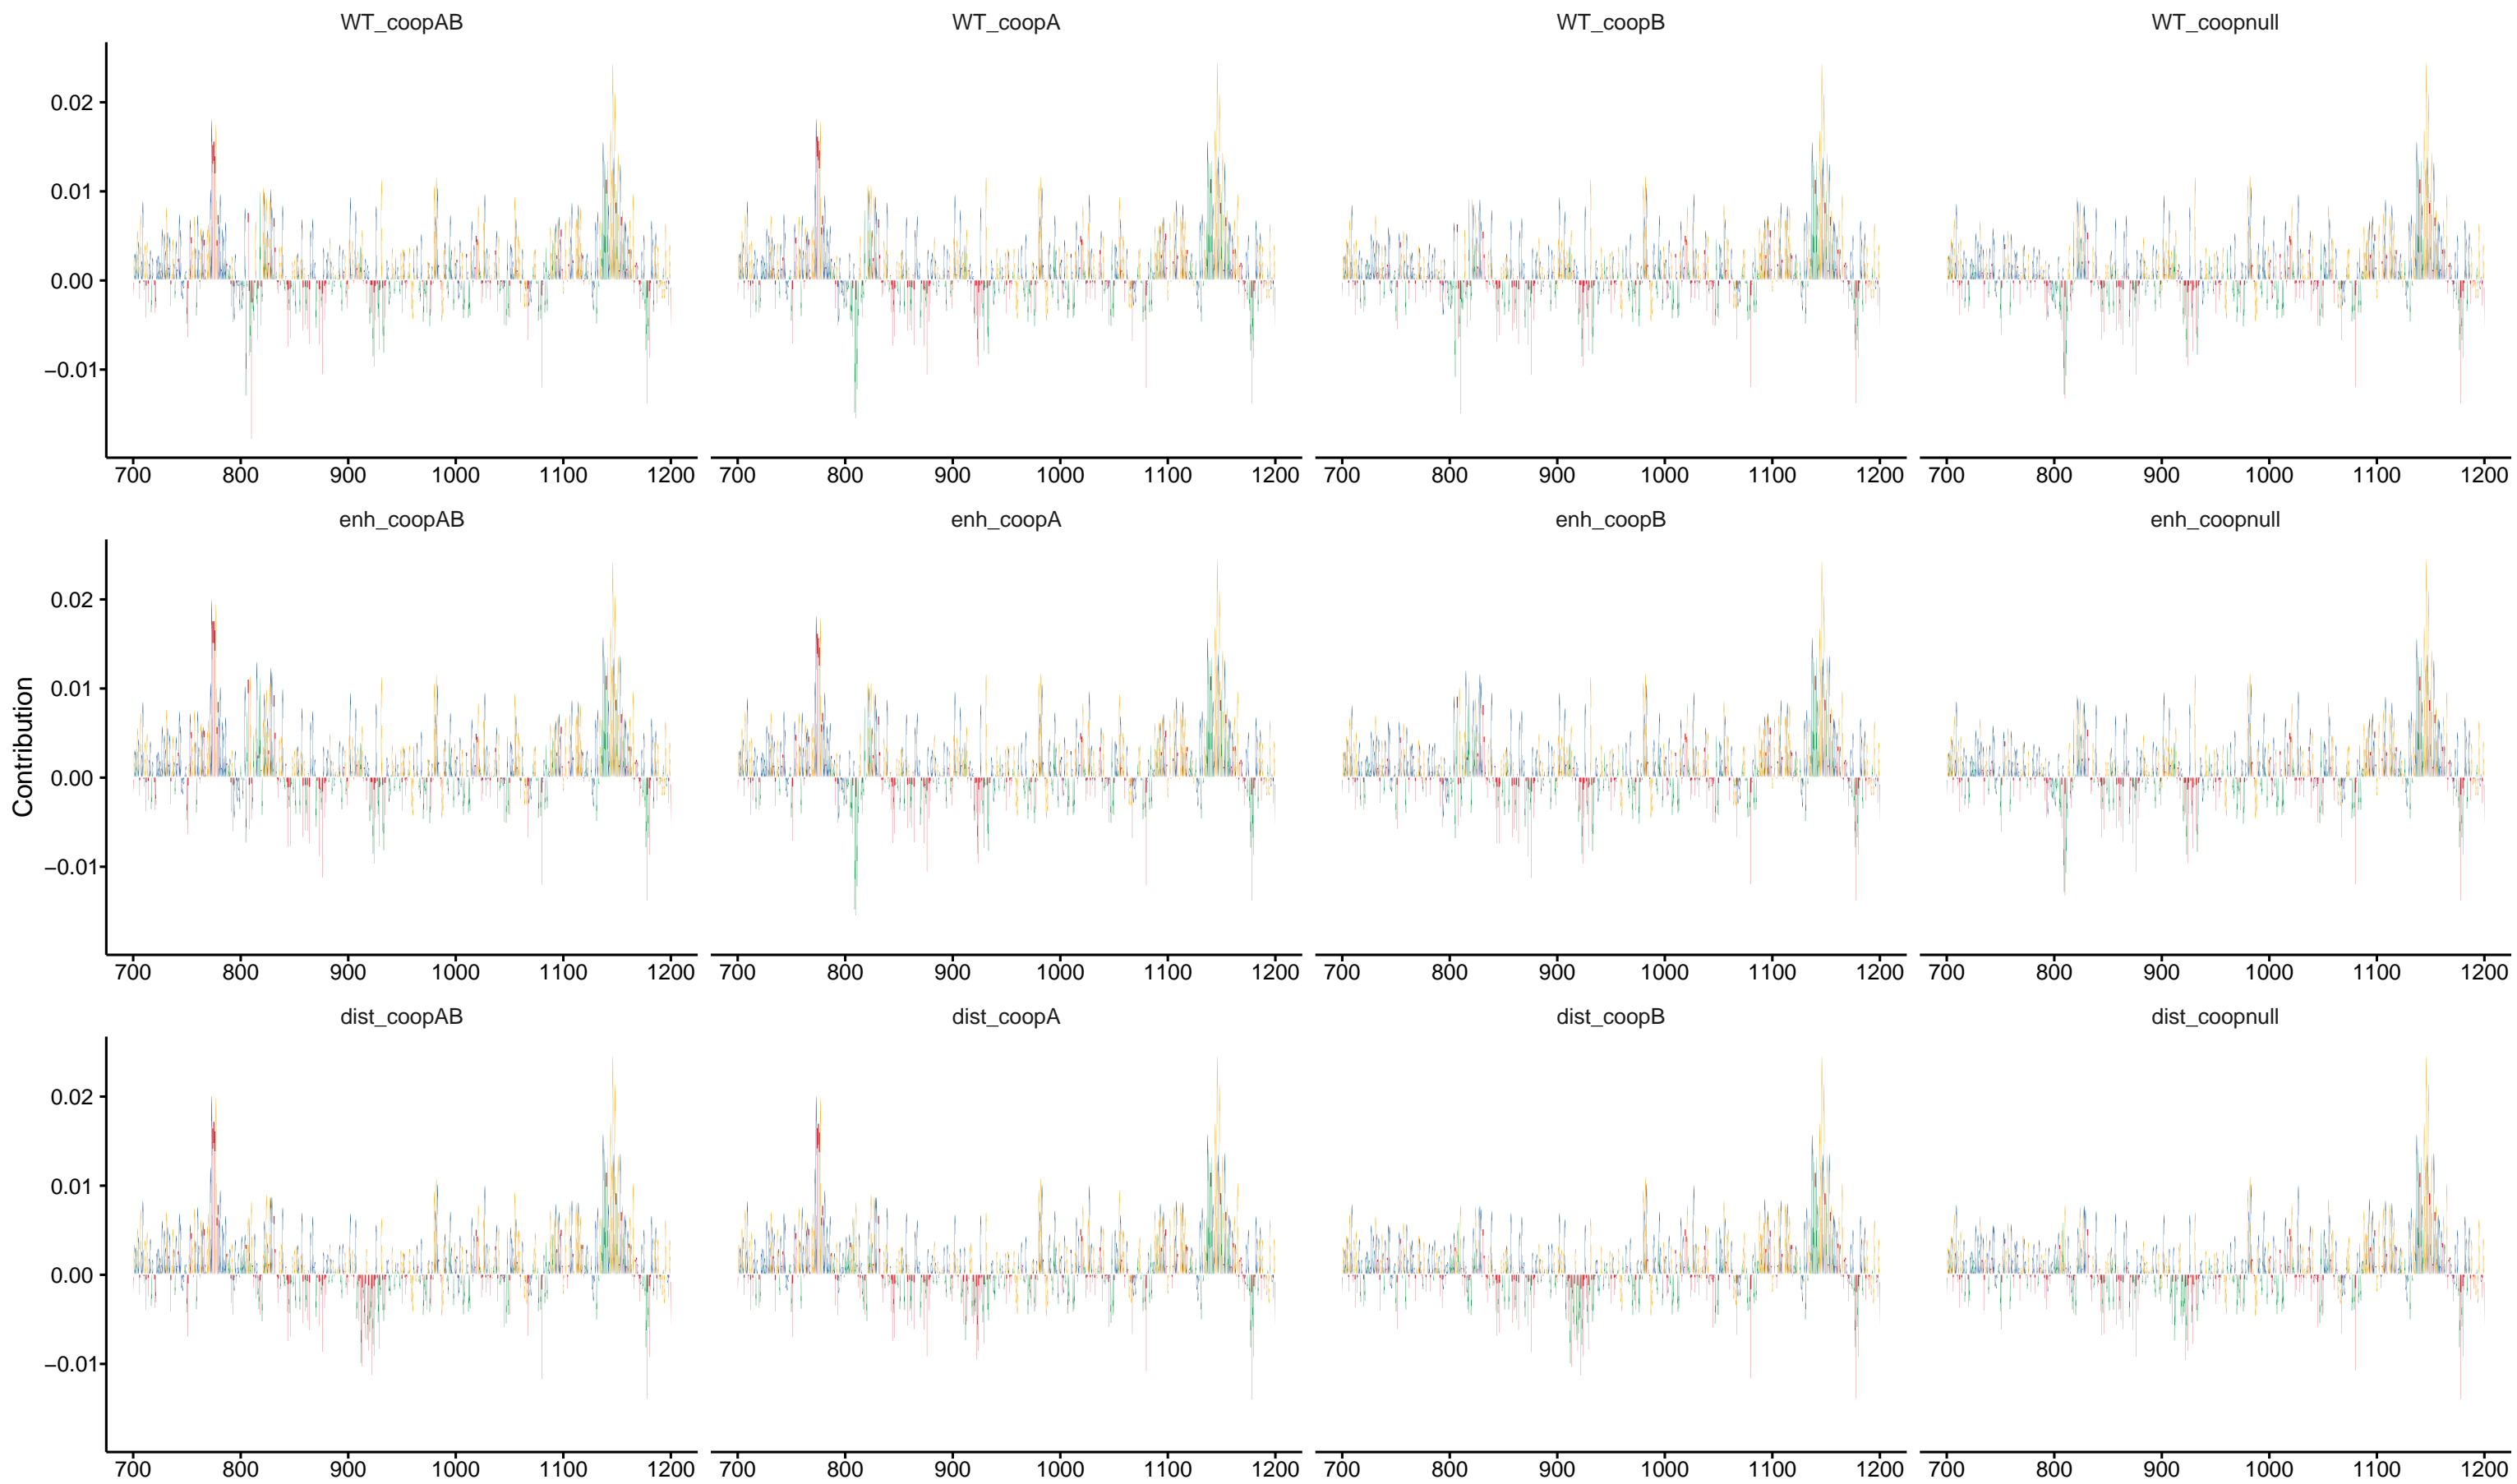 WT_coopAB WT_coopA WT_coopB WT_coopnull
0.02
0.01
0.00
−0.01
700 800 900 1000 1100 1200 700 800 900 1000 1100 1200 700 800 900 1000 1100 1200 700 800 900 1000 1100 1200
enh_coopAB enh_coopA enh_coopB enh_coopnull
0.02
0.01
0.00
−0.01
Contribution
700 800 900 1000 1100 1200 700 800 900 1000 1100 1200 700 800 900 1000 1100 1200 700 800 900 1000 1100 1200
dist_coopAB dist_coopA dist_coopB dist_coopnull
0.02
0.01
0.00
−0.01
700 800 900 1000 1100 1200 700 800 900 1000 1100 1200 700 800 900 1000 1100 1200 700 800 900 1000 1100 1200